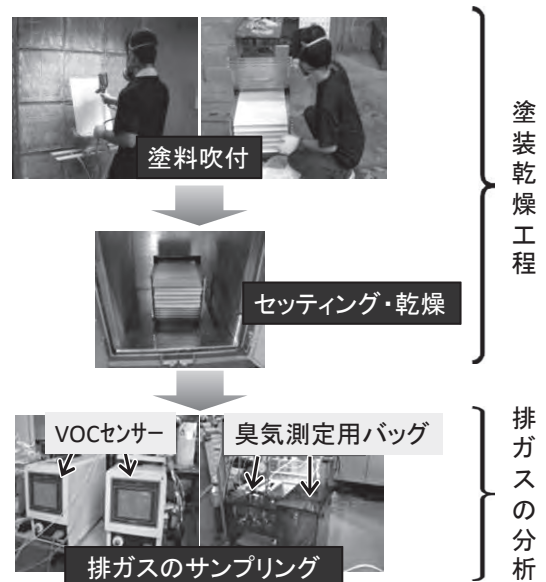 塗料吹付
セッティング・乾燥
塗装乾燥工程
VOCセンサー
臭気測定用バッグ
排ガスのサンプリング
排ガスの分析